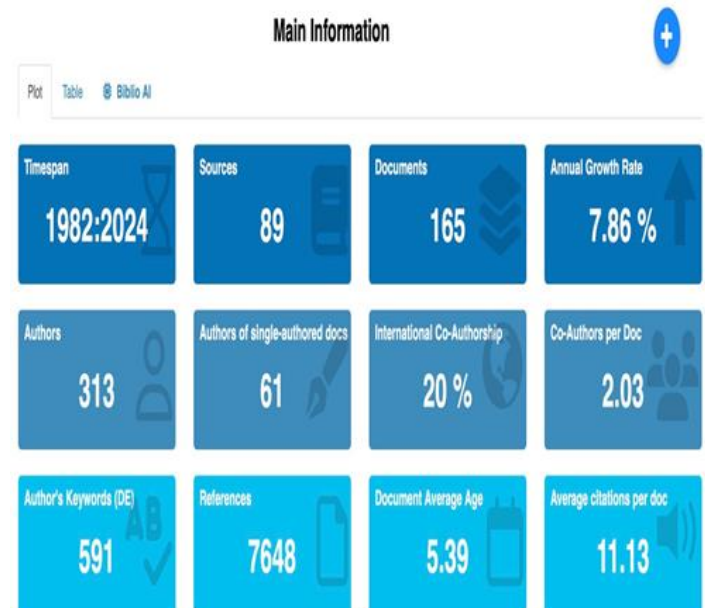 Main Information
+
Plot Table Biblio AI
Timespan
1982:2024
Sources
89
Documents
165
Annual Growth Rate
7.86 %
Authors
313
Authors of single-authored docs
61
International Co-Authorship
20 %
Co-Authors per Doc
2.03
Author's Keywords (DE)
AB
591
References
7648
Document Average Age
5.39
Average citations per doc
11.13